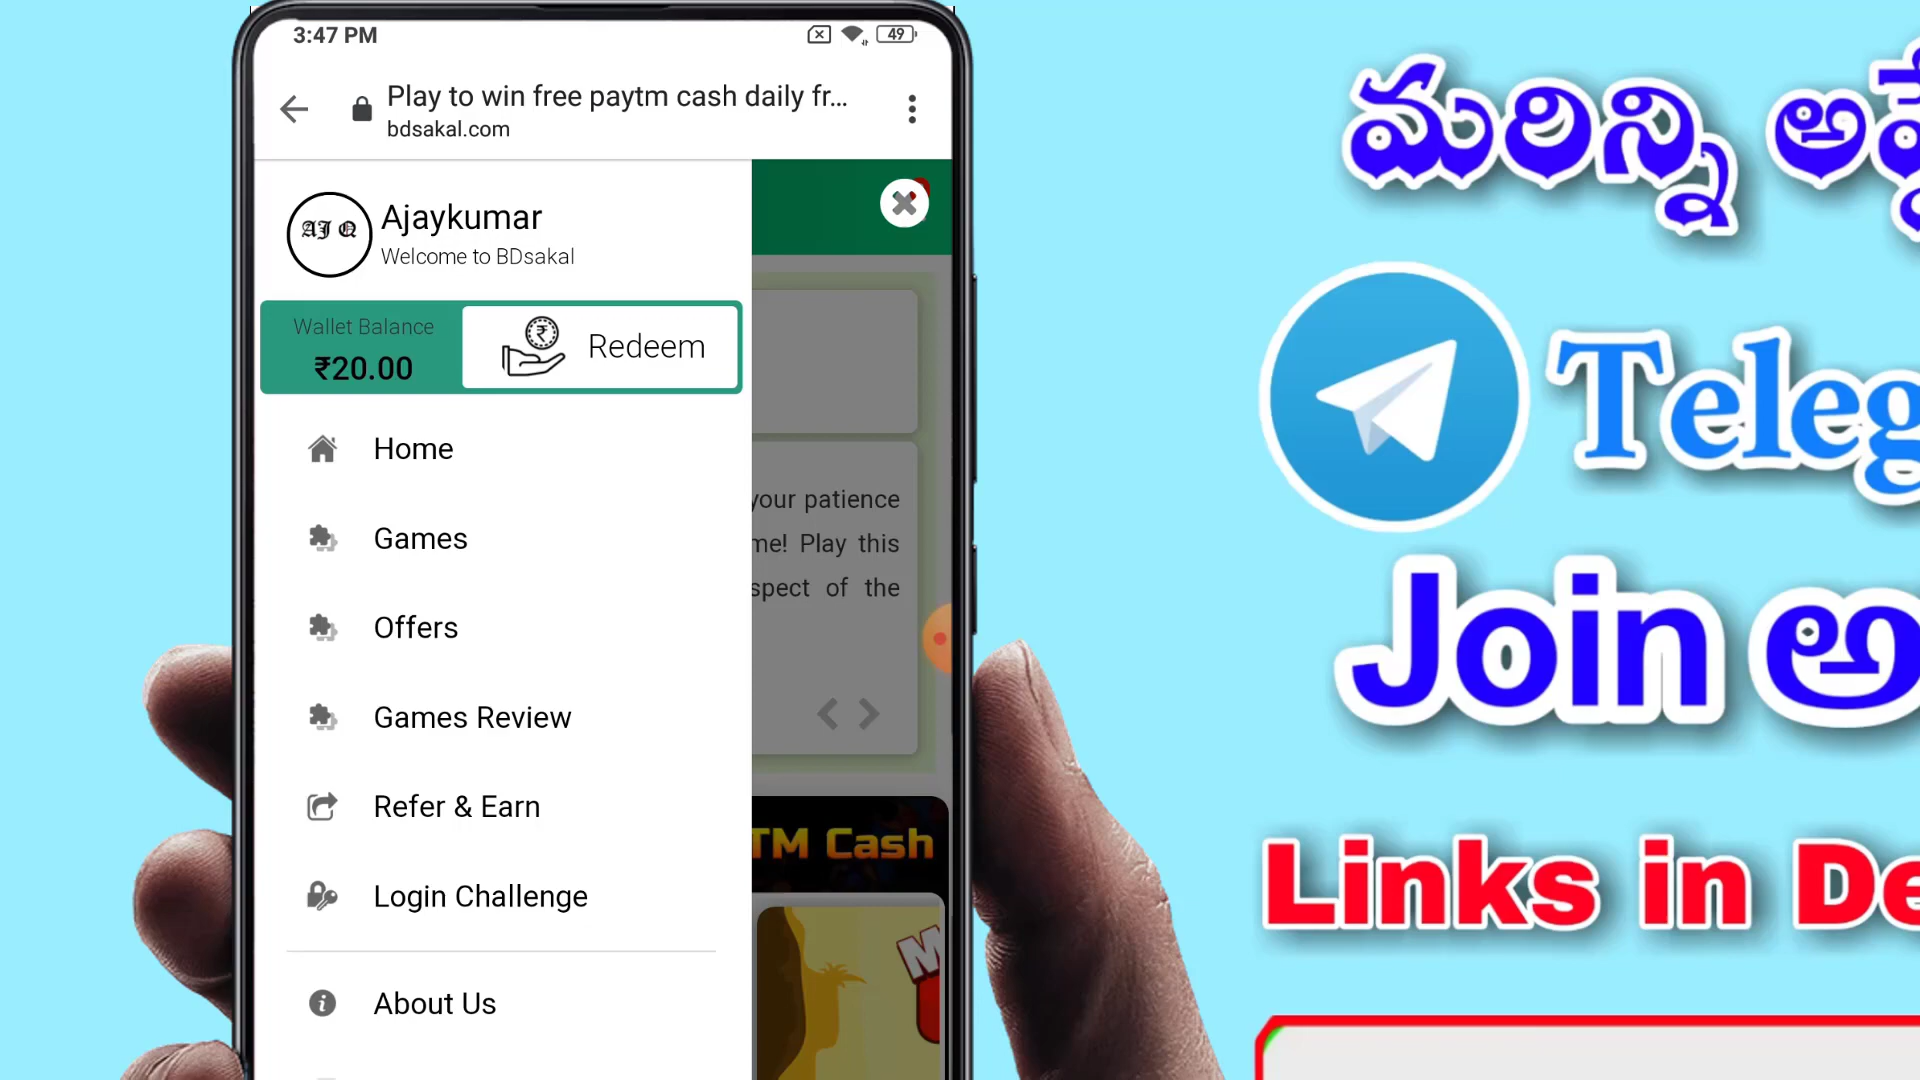 3:47 PM
49
Play to win free paytm cash daily fr...
bdsakal.com
AJ Q
Ajaykumar
Welcome to BDsakal
Wallet Balance
₹20.00
Redeem
Home
Games
Offers
Games Review
Refer & Earn
Login Challenge
About Us
your patience
me! Play this
spect of the
TM Cash
మరిన్ని
Teleg
Join అ
Links in De